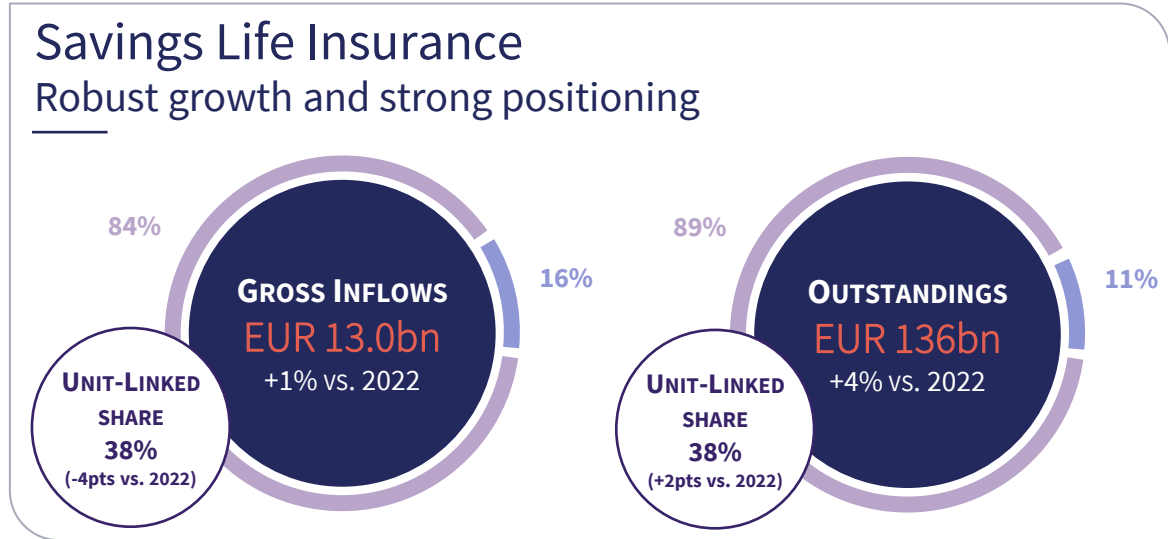 Savings Life Insurance
Robust growth and strong positioning
84%
16%
GROSS INFLOWS
EUR 13.0bn
+1% VS. 2022
UNIT-LINKED
SHARE
38%
(-4pts vs. 2022)
89%
11%
OUTSTANDINGS
EUR 136bn
+4% VS. 2022
UNIT-LINKED
SHARE
38%
(+2pts vs. 2022)